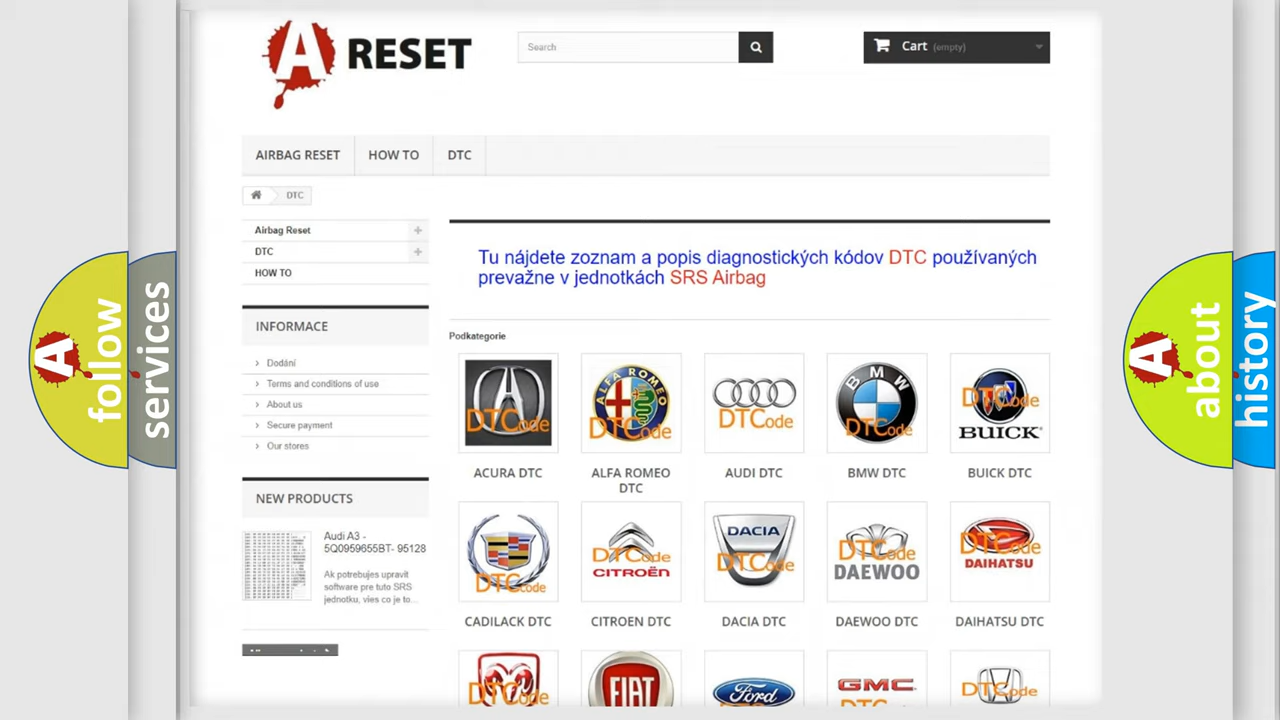 A RESET
Search
Cart (empty)
AIRBAG RESET
HOW TO
DTC
DTC
Airbag Reset
DTC
HOW TO
Tu nájdete zoznam a popis diagnostických kódov DTC používaných
prevažne v jednotkách SRS Airbag
INFORMACE
Dodání
Terms and conditions of use
About us
Secure payment
Our stores
Podkategorie
DTCode
ALFA ROMEO
DTCode
DTCode
BMW
DTCode
DTCode
BUICK
ACURA DTC
ALFA ROMEO
DTC
AUDI DTC
BMW DTC
BUICK DTC
NEW PRODUCTS
Audi A3 -
5Q0959655BT- 95128
Ak potrebujes upravit
software pre tuto SRS
jednotku, vies co je to...
DTCode
DTCode
CITROËN
DACIA
DTCode
DTCode
DAEWOO
DTCode
DAIHATSU
CADILACK DTC
CITROEN DTC
DACIA DTC
DAEWOO DTC
DAIHATSU DTC
DTCode
FIAT
Ford
GMC
DTCode
A follow
services
A about
history